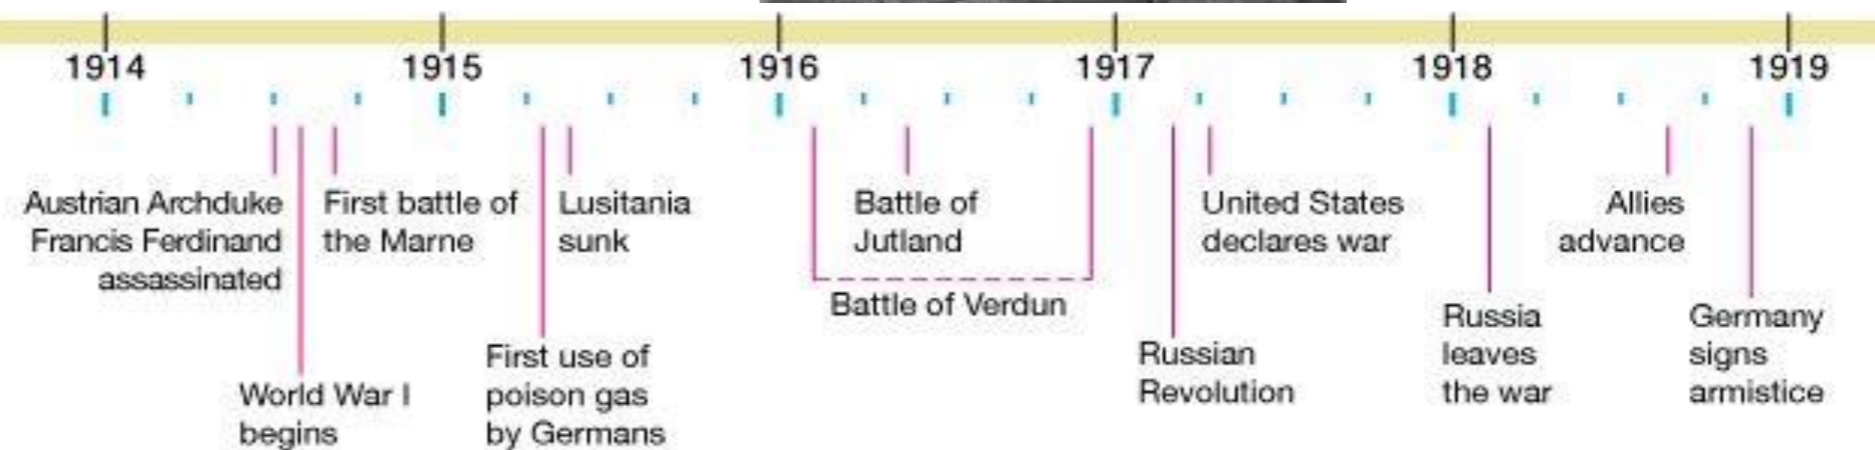 1914
1915
1916
1917
1918
1919
Austrian Archduke
Francis Ferdinand
assassinated
World War I
begins
First battle of
the Marne
First use of
poison gas
by Germans
Lusitania
sunk
Battle of
Jutland
Battle of Verdun
Russian
Revolution
United States
declares war
Russia
leaves
the war
Allies
advance
Germany
signs
armistice